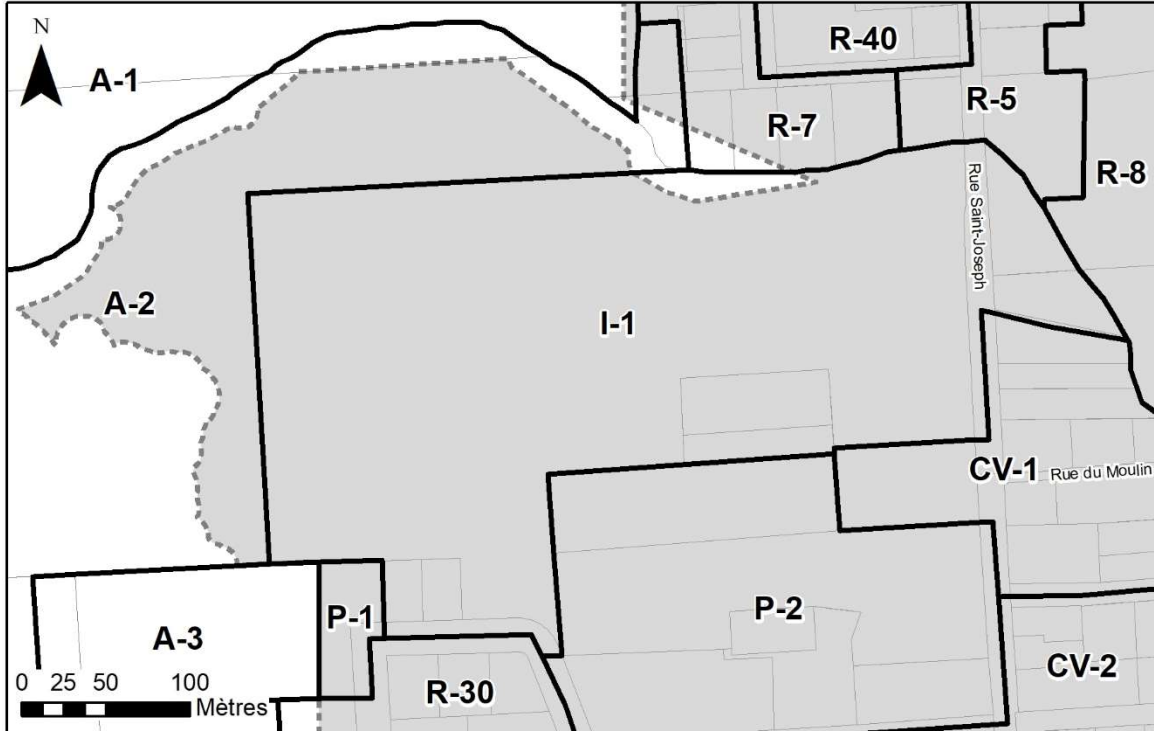 N
A-1
R-40
R-7
R-5
R-8
Rue Saint-Joseph
A-2
I-1
CV-1
Rue du Moulin
P-1
P-2
A-3
CV-2
R-30
0 25 50 100
Mètres